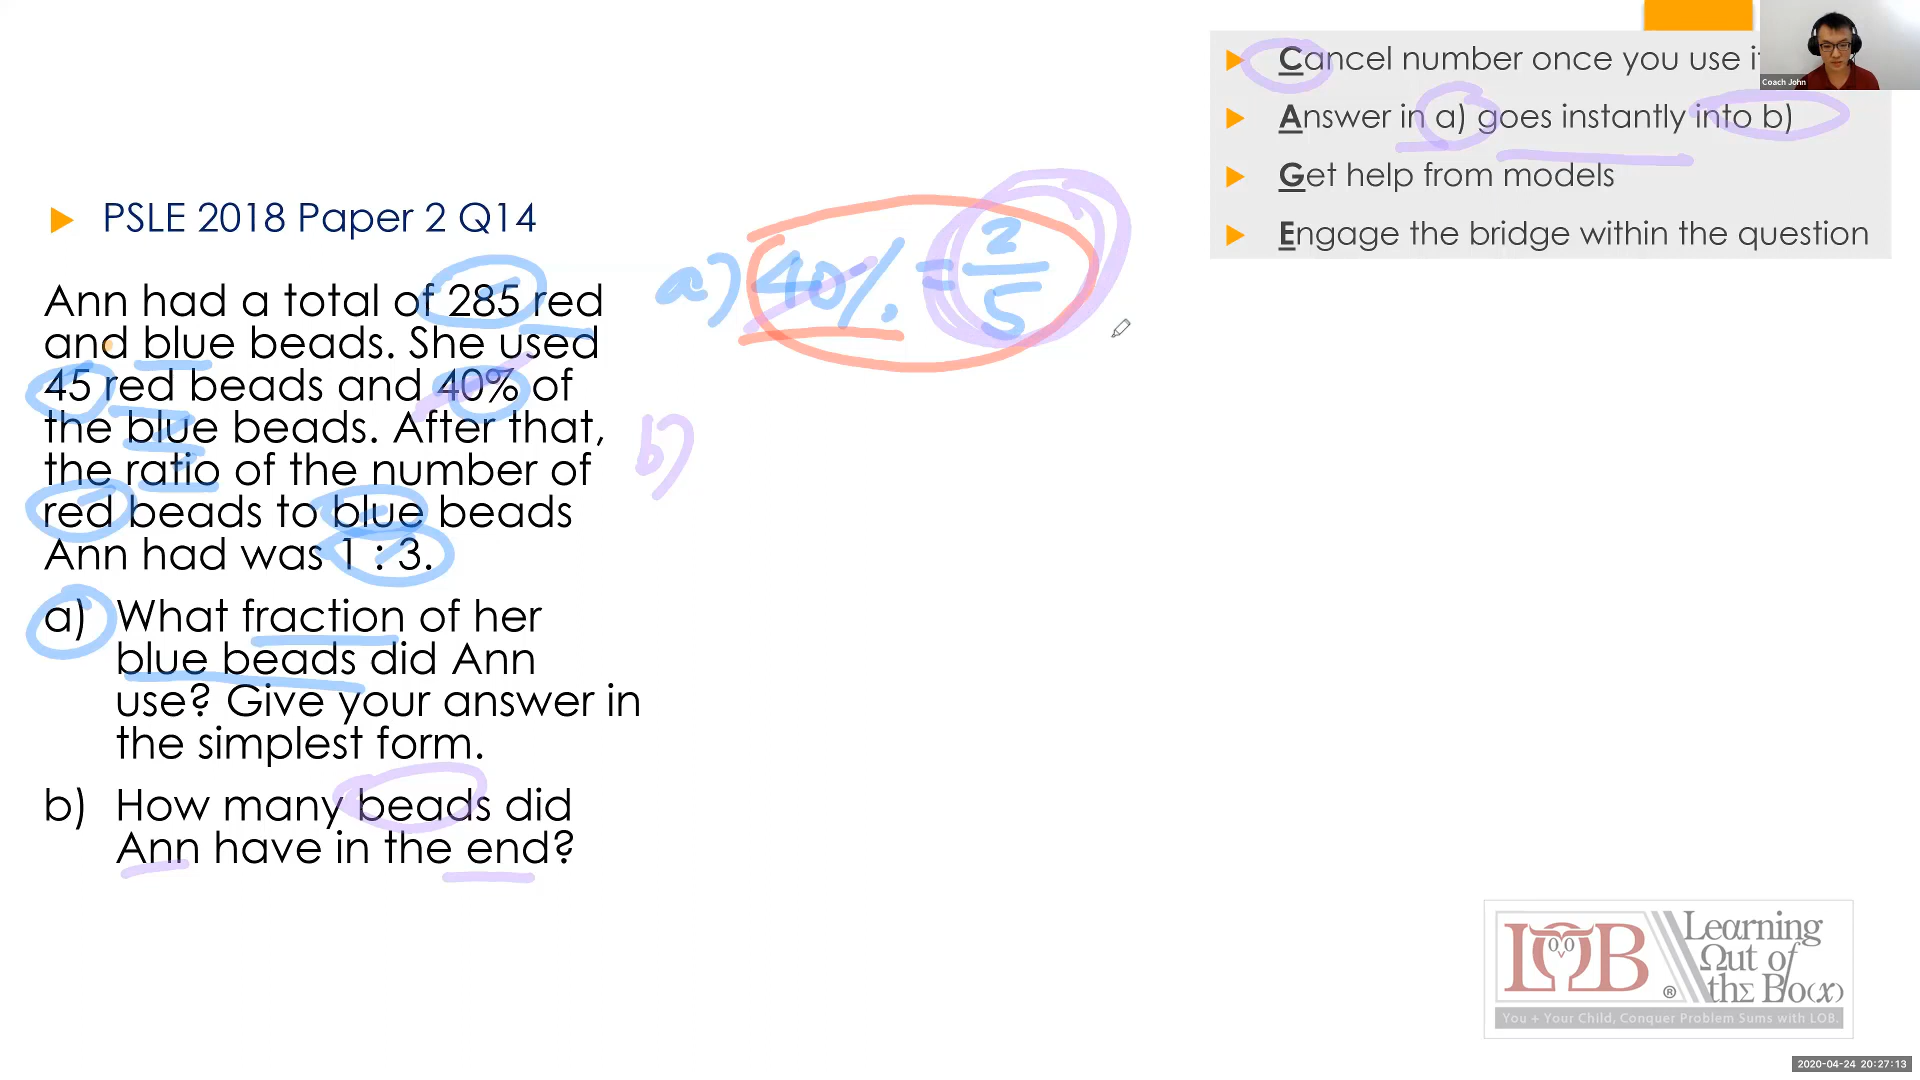 Cancel number once you use i
Coach John
Answer in a) goes instantly into b)
Get help from models
Engage the bridge within the question
PSLE 2018 Paper 2 Q14
Ann had a total of 285 red
and blue beads. She used
45 red beads and 40% of
the blue beads. After that,
the ratio of the number of
red beads to blue beads
Ann had was 1 : 3.
a) What fraction of her
blue beads did Ann
use? Give your answer in
the simplest form.
b) How many beads did
Ann have in the end?
a) 40% = 2/5
b)
LOB ®
Learning
Ωut of
thΣ Bo(x)
You + Your Child, Conquer Problem Sums with LOB.
2020-04-24 20:27:13